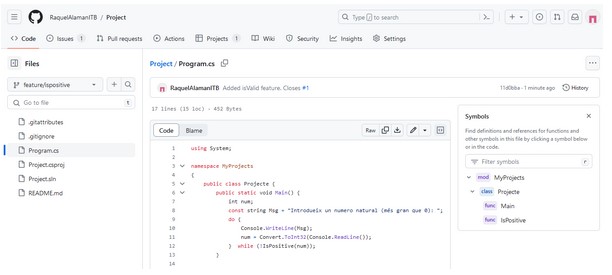 RaquelAlamanITB / Project
Type / to search
Code
Issues 1
Pull requests
Actions
Projects 1
Wiki
Security
Insights
Settings
Files
feature/ispositive
Go to file
t
.gitattributes
.gitignore
Program.cs
Project.csproj
Project.sln
README.md
Project / Program.cs
RaquelAlamanITB Added isValid feature. Closes #1
11d0bba · 1 minute ago
History
17 lines (15 loc) · 452 Bytes
Code Blame
Raw
1 using System;
2
3 namespace MyProjects
4 {
5 public class Projecte {
6 public static void Main() {
7 int num;
8 const string Msg = "Introdueix un numero natural (més gran que 0): ";
9 do {
10 Console.WriteLine(Msg);
11 num = Convert.ToInt32(Console.ReadLine());
12 } while (!IsPositive(num));
13 }
14
Symbols
Find definitions and references for functions and
other symbols in this file by clicking a symbol below
or in the code.
Filter symbols
r
mod MyProjects
class Projecte
func Main
func IsPositive